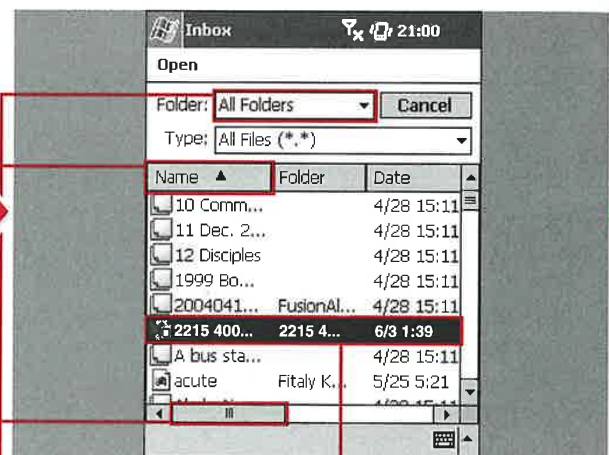 Inbox 21:00
Open
Folder: All Folders Cancel
Type: All Files (*.*)
Name Folder Date
10 Comm... 4/28 15:11
11 Dec. 2... 4/28 15:11
12 Disciples 4/28 15:11
1999 Bo... 4/28 15:11
2004041... FusionAl... 4/28 15:11
2215 400... 2215 4... 6/3 1:39
A bus sta... 4/28 15:11
acute Fitaly K... 5/25 5:21